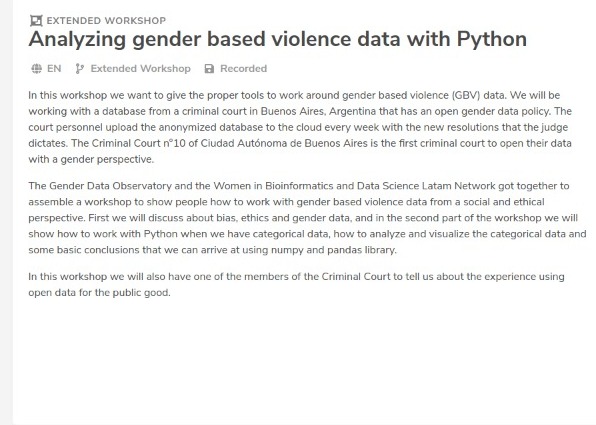 EXTENDED WORKSHOP
Analyzing gender based violence data with Python
EN Extended Workshop Recorded
In this workshop we want to give the proper tools to work around gender based violence (GBV) data. We will be
working with a database from a criminal court in Buenos Aires, Argentina that has an open gender data policy. The
court personnel upload the anonymized database to the cloud every week with the new resolutions that the judge
dictates. The Criminal Court nº10 of Ciudad Autónoma de Buenos Aires is the first criminal court to open their data
with a gender perspective.
The Gender Data Observatory and the Women in Bioinformatics and Data Science Latam Network got together to
assemble a workshop to show people how to work with gender based violence data from a social and ethical
perspective. First we will discuss about bias, ethics and gender data, and in the second part of the workshop we will
show how to work with Python when we have categorical data, how to analyze and visualize the categorical data and
some basic conclusions that we can arrive at using numpy and pandas library.
In this workshop we will also have one of the members of the Criminal Court to tell us about the experience using
open data for the public good.